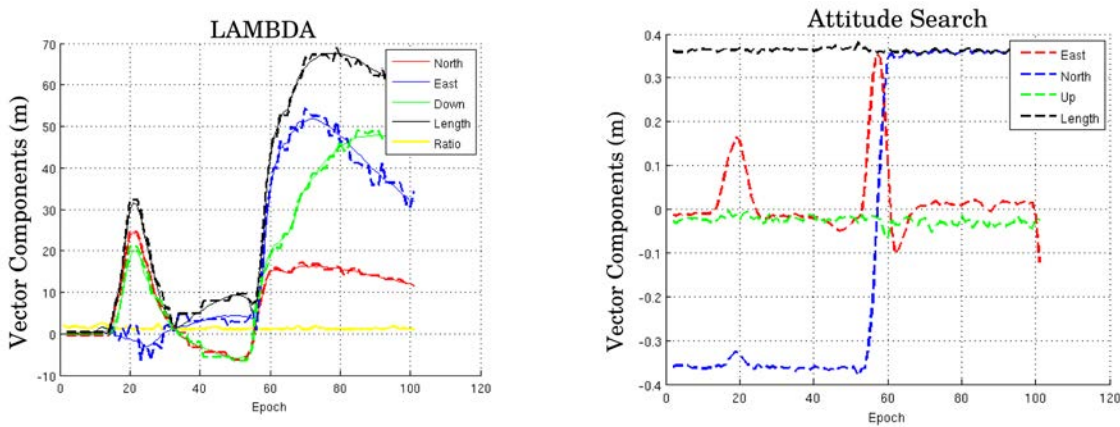 LAMBDA
Vector Components (m)
70
60
50
40
30
20
10
0
-10
0
20
40
60
80
100
120
Epoch
North
East
Down
Length
Ratio
Attitude Search
Vector Components (m)
0.4
0.3
0.2
0.1
0
-0.1
-0.2
-0.3
-0.4
0
20
40
60
80
100
120
Epoch
East
North
Up
Length